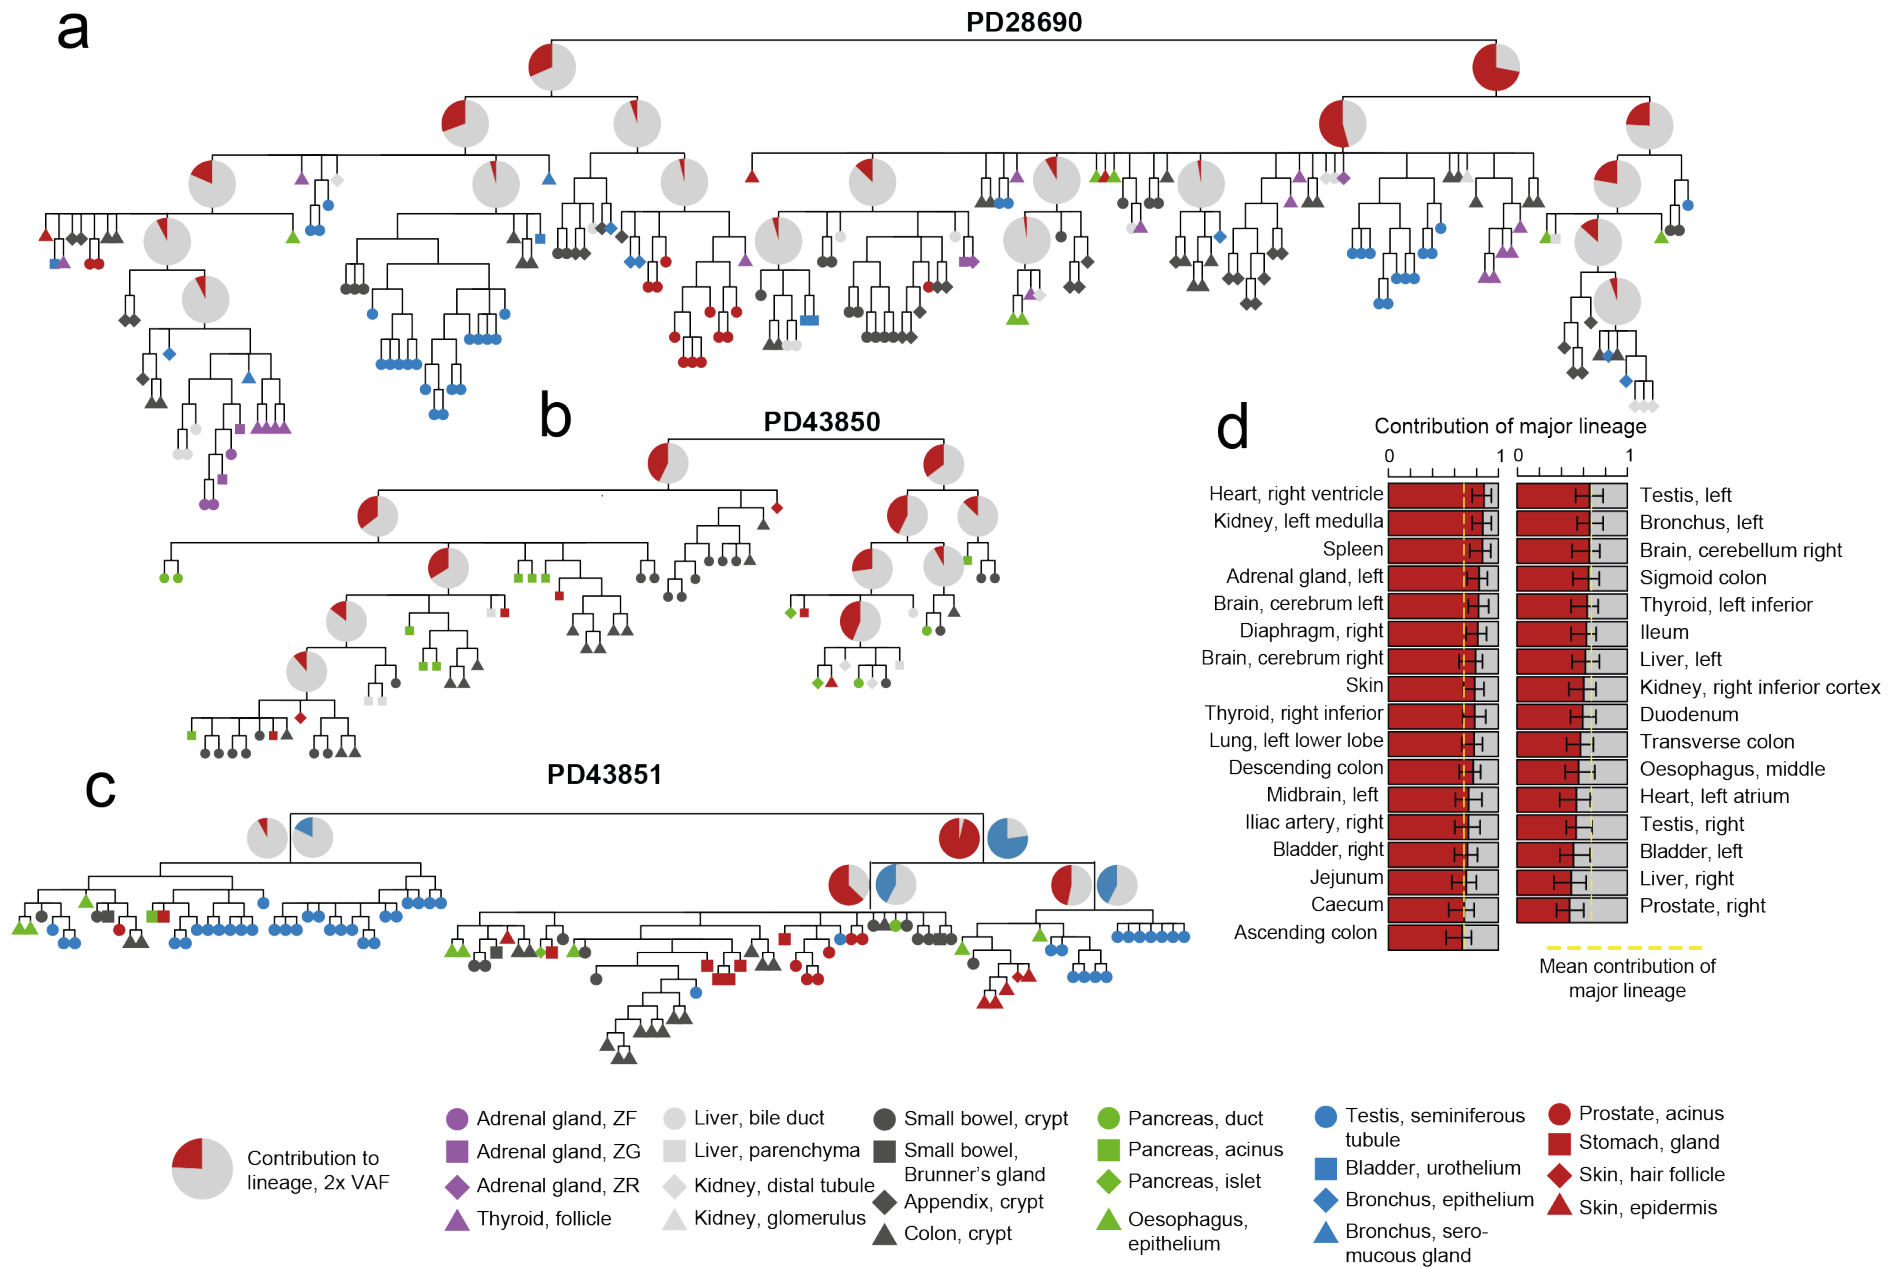 a
PD28690
b
PD43850
c
PD43851
d
Contribution of major lineage
0 1 0 1
Heart, right ventricle
Kidney, left medulla
Spleen
Adrenal gland, left
Brain, cerebrum left
Diaphragm, right
Brain, cerebrum right
Skin
Thyroid, right inferior
Lung, left lower lobe
Descending colon
Midbrain, left
Iliac artery, right
Bladder, right
Jejunum
Caecum
Ascending colon
Testis, left
Bronchus, left
Brain, cerebellum right
Sigmoid colon
Thyroid, left inferior
Ileum
Liver, left
Kidney, right inferior cortex
Duodenum
Transverse colon
Oesophagus, middle
Heart, left atrium
Testis, right
Bladder, left
Liver, right
Prostate, right
Mean contribution of
major lineage
Contribution to
lineage, 2x VAF
Adrenal gland, ZF
Adrenal gland, ZG
Adrenal gland, ZR
Thyroid, follicle
Liver, bile duct
Liver, parenchyma
Kidney, distal tubule
Kidney, glomerulus
Small bowel, crypt
Small bowel,
Brunner's gland
Appendix, crypt
Colon, crypt
Pancreas, duct
Pancreas, acinus
Pancreas, islet
Oesophagus,
epithelium
Testis, seminiferous
tubule
Bladder, urothelium
Bronchus, epithelium
Bronchus, sero-
mucous gland
Prostate, acinus
Stomach, gland
Skin, hair follicle
Skin, epidermis